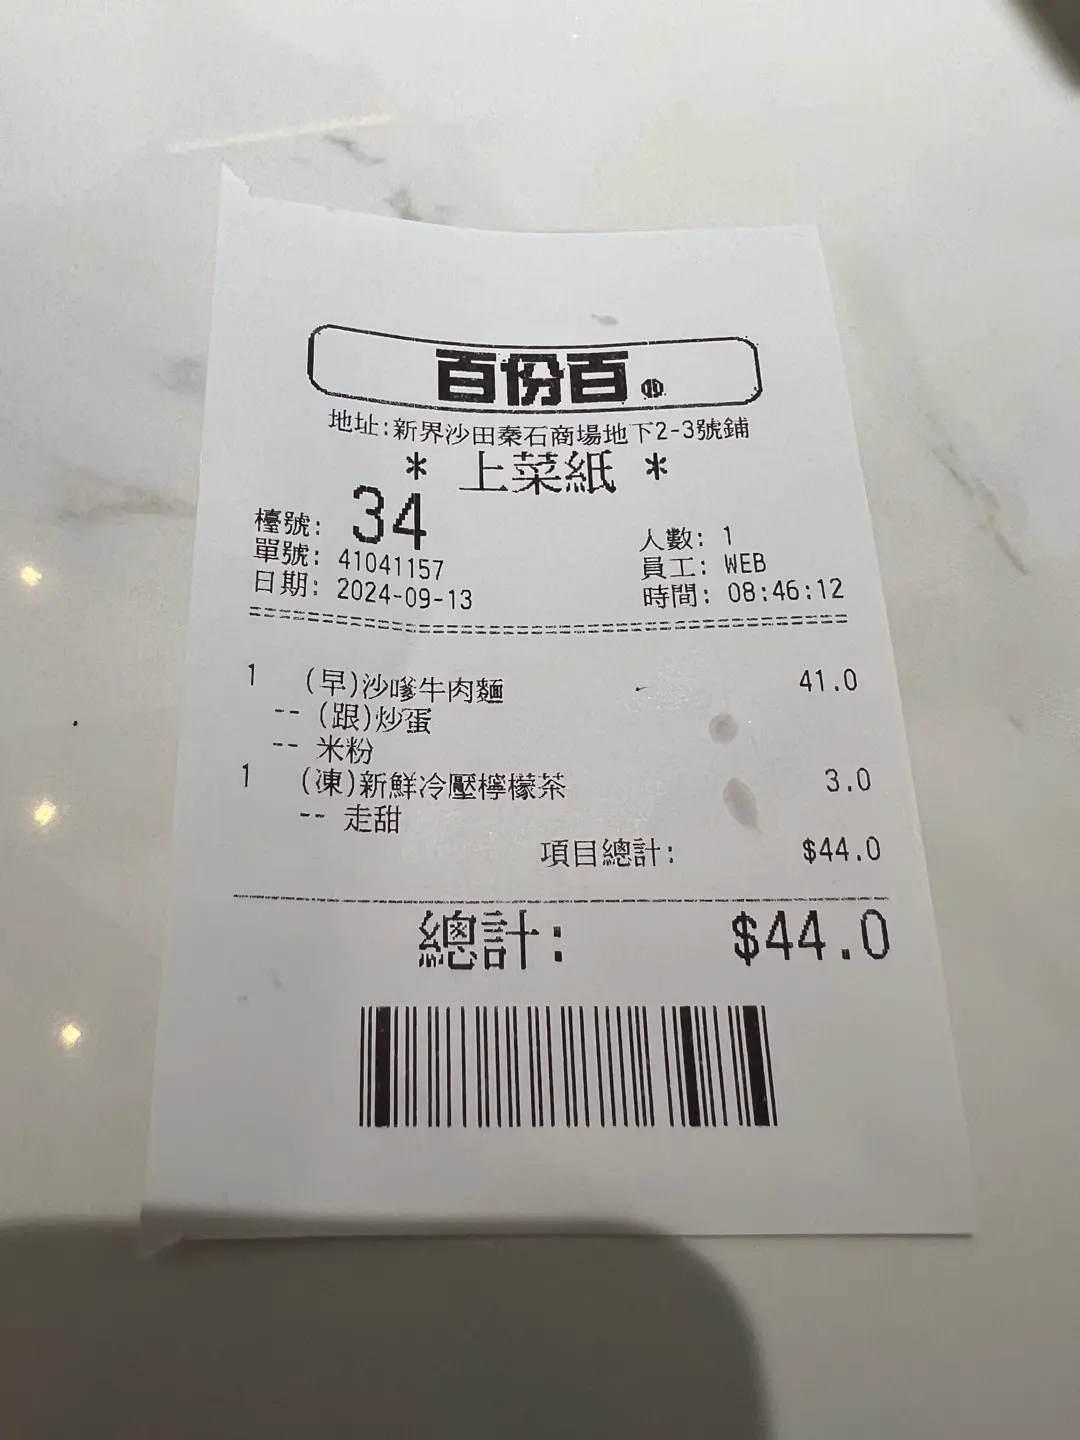 百份百
地址:新界沙田秦石商場地下2-3號鋪
* 上菜紙 *
檯號: 34
人數: 1
單號: 41041157
員工: WEB
日期: 2024-09-13
時間: 08:46:12
1 (早)沙嗲牛肉麵 41.0
-- (跟)炒蛋
-- 米粉
1 (凍)新鮮冷壓檸檬茶 3.0
-- 走甜
項目總計: $44.0
總計: $44.0